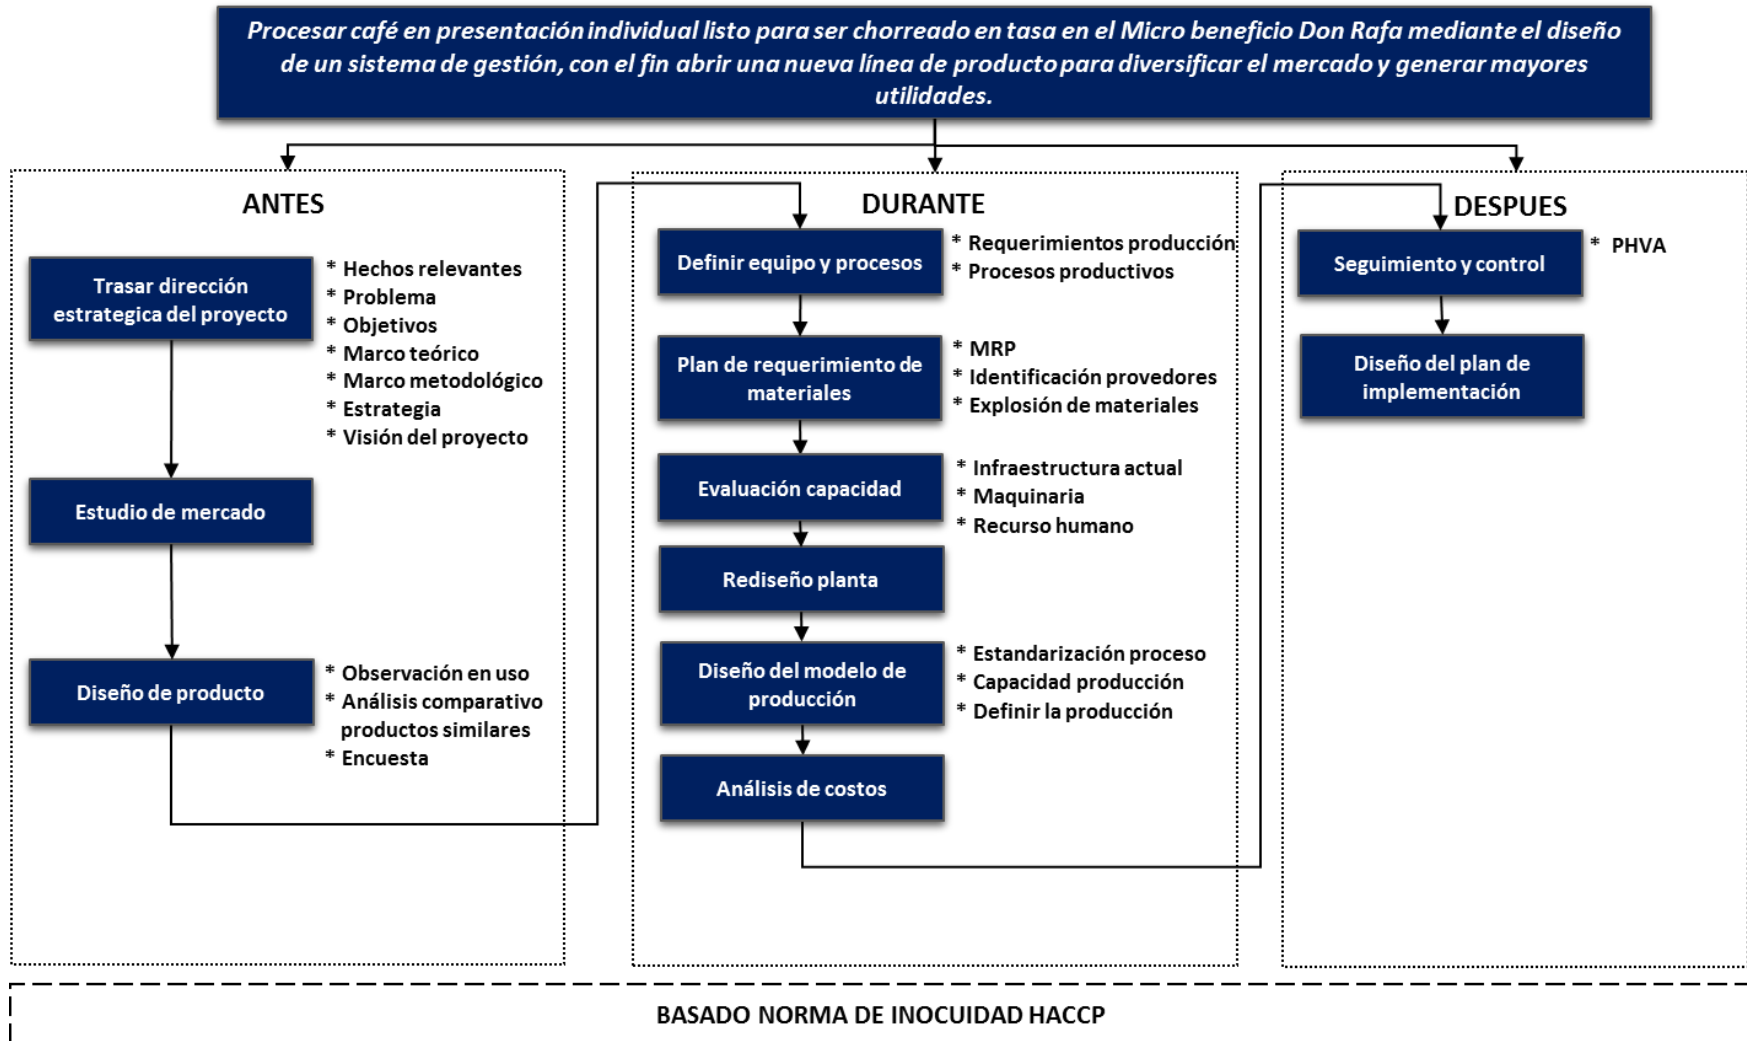 Procesar café en presentación individual listo para ser chorreado en tasa en el Micro beneficio Don Rafa mediante el diseño
de un sistema de gestión, con el fin abrir una nueva línea de producto para diversificar el mercado y generar mayores
utilidades.
ANTES
Trasar dirección
estrategica del proyecto
* Hechos relevantes
* Problema
* Objetivos
* Marco teórico
* Marco metodológico
* Estrategia
* Visión del proyecto
Estudio de mercado
Diseño de producto
* Observación en uso
* Análisis comparativo
productos similares
* Encuesta
DURANTE
Definir equipo y procesos
* Requerimientos producción
* Procesos productivos
Plan de requerimiento de
materiales
* MRP
* Identificación provedores
* Explosión de materiales
Evaluación capacidad
* Infraestructura actual
* Maquinaria
* Recurso humano
Rediseño planta
Diseño del modelo de
producción
* Estandarización proceso
* Capacidad producción
* Definir la producción
Análisis de costos
DESPUES
Seguimiento y control
* PHVA
Diseño del plan de
implementación
BASADO NORMA DE INOCUIDAD HACCP